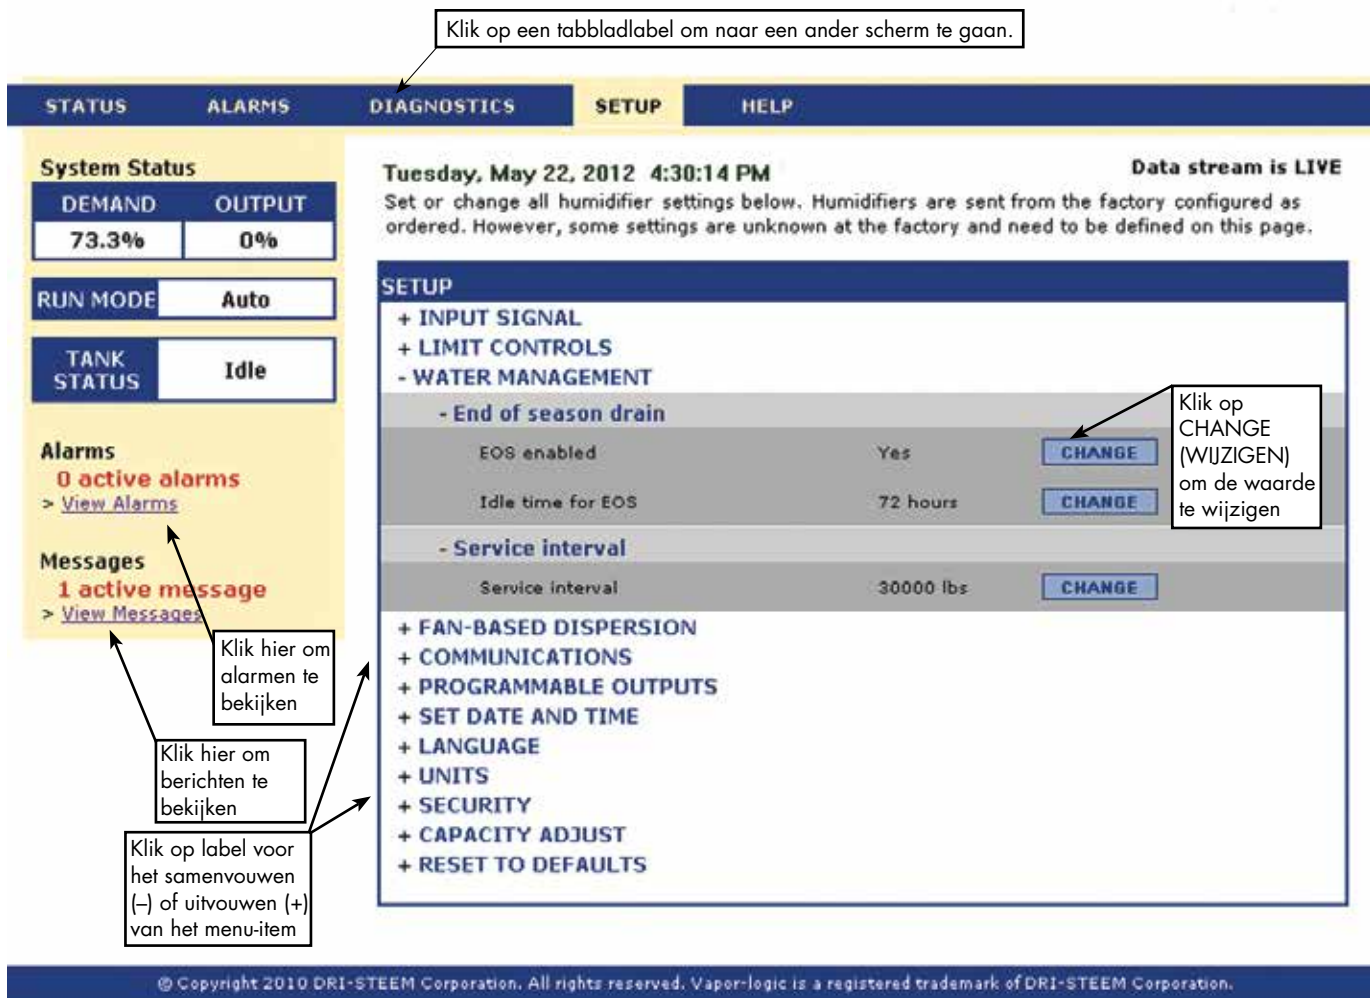 Klik op een tabbladlabel om naar een ander scherm te gaan.
STATUS ALARMS DIAGNOSTICS SETUP HELP
System Status
DEMAND OUTPUT
73.3% 0%
RUN MODE Auto
TANK STATUS Idle
Alarms
0 active alarms
> View Alarms
Messages
1 active message
> View Messages
Tuesday, May 22, 2012 4:30:14 PM
Data stream is LIVE
Set or change all humidifier settings below. Humidifiers are sent from the factory configured as
ordered. However, some settings are unknown at the factory and need to be defined on this page.
SETUP
+ INPUT SIGNAL
+ LIMIT CONTROLS
- WATER MANAGEMENT
- End of season drain
EOS enabled Yes CHANGE
Idle time for EOS 72 hours CHANGE
- Service interval
Service interval 30000 lbs CHANGE
+ FAN-BASED DISPERSION
+ COMMUNICATIONS
+ PROGRAMMABLE OUTPUTS
+ SET DATE AND TIME
+ LANGUAGE
+ UNITS
+ SECURITY
+ CAPACITY ADJUST
+ RESET TO DEFAULTS
Klik op
CHANGE
(WIJZIGEN)
om de waarde
te wijzigen
Klik hier om
alarmen te
bekijken
Klik hier om
berichten te
bekijken
Klik op label voor
het samenvouwen
(–) of uitvouwen (+)
van het menu-item
© Copyright 2010 DRI-STEEM Corporation. All rights reserved. Vapor-logic is a registered trademark of DRI-STEEM Corporation.